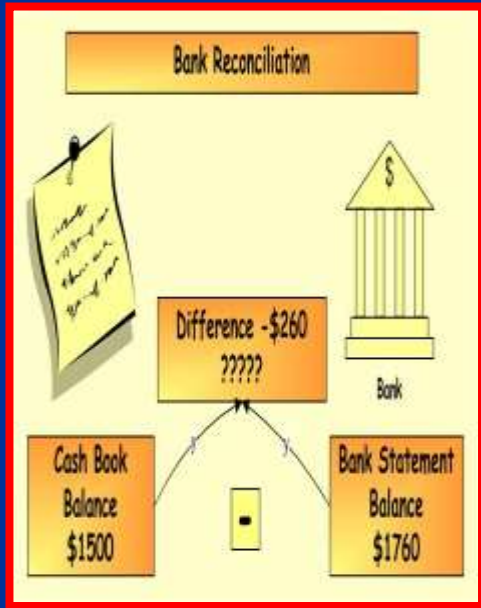 Bank Reconciliation
$
Difference -$260
?????
Bank
Cash Book
Balance
$1500
-
Bank Statement
Balance
$1760